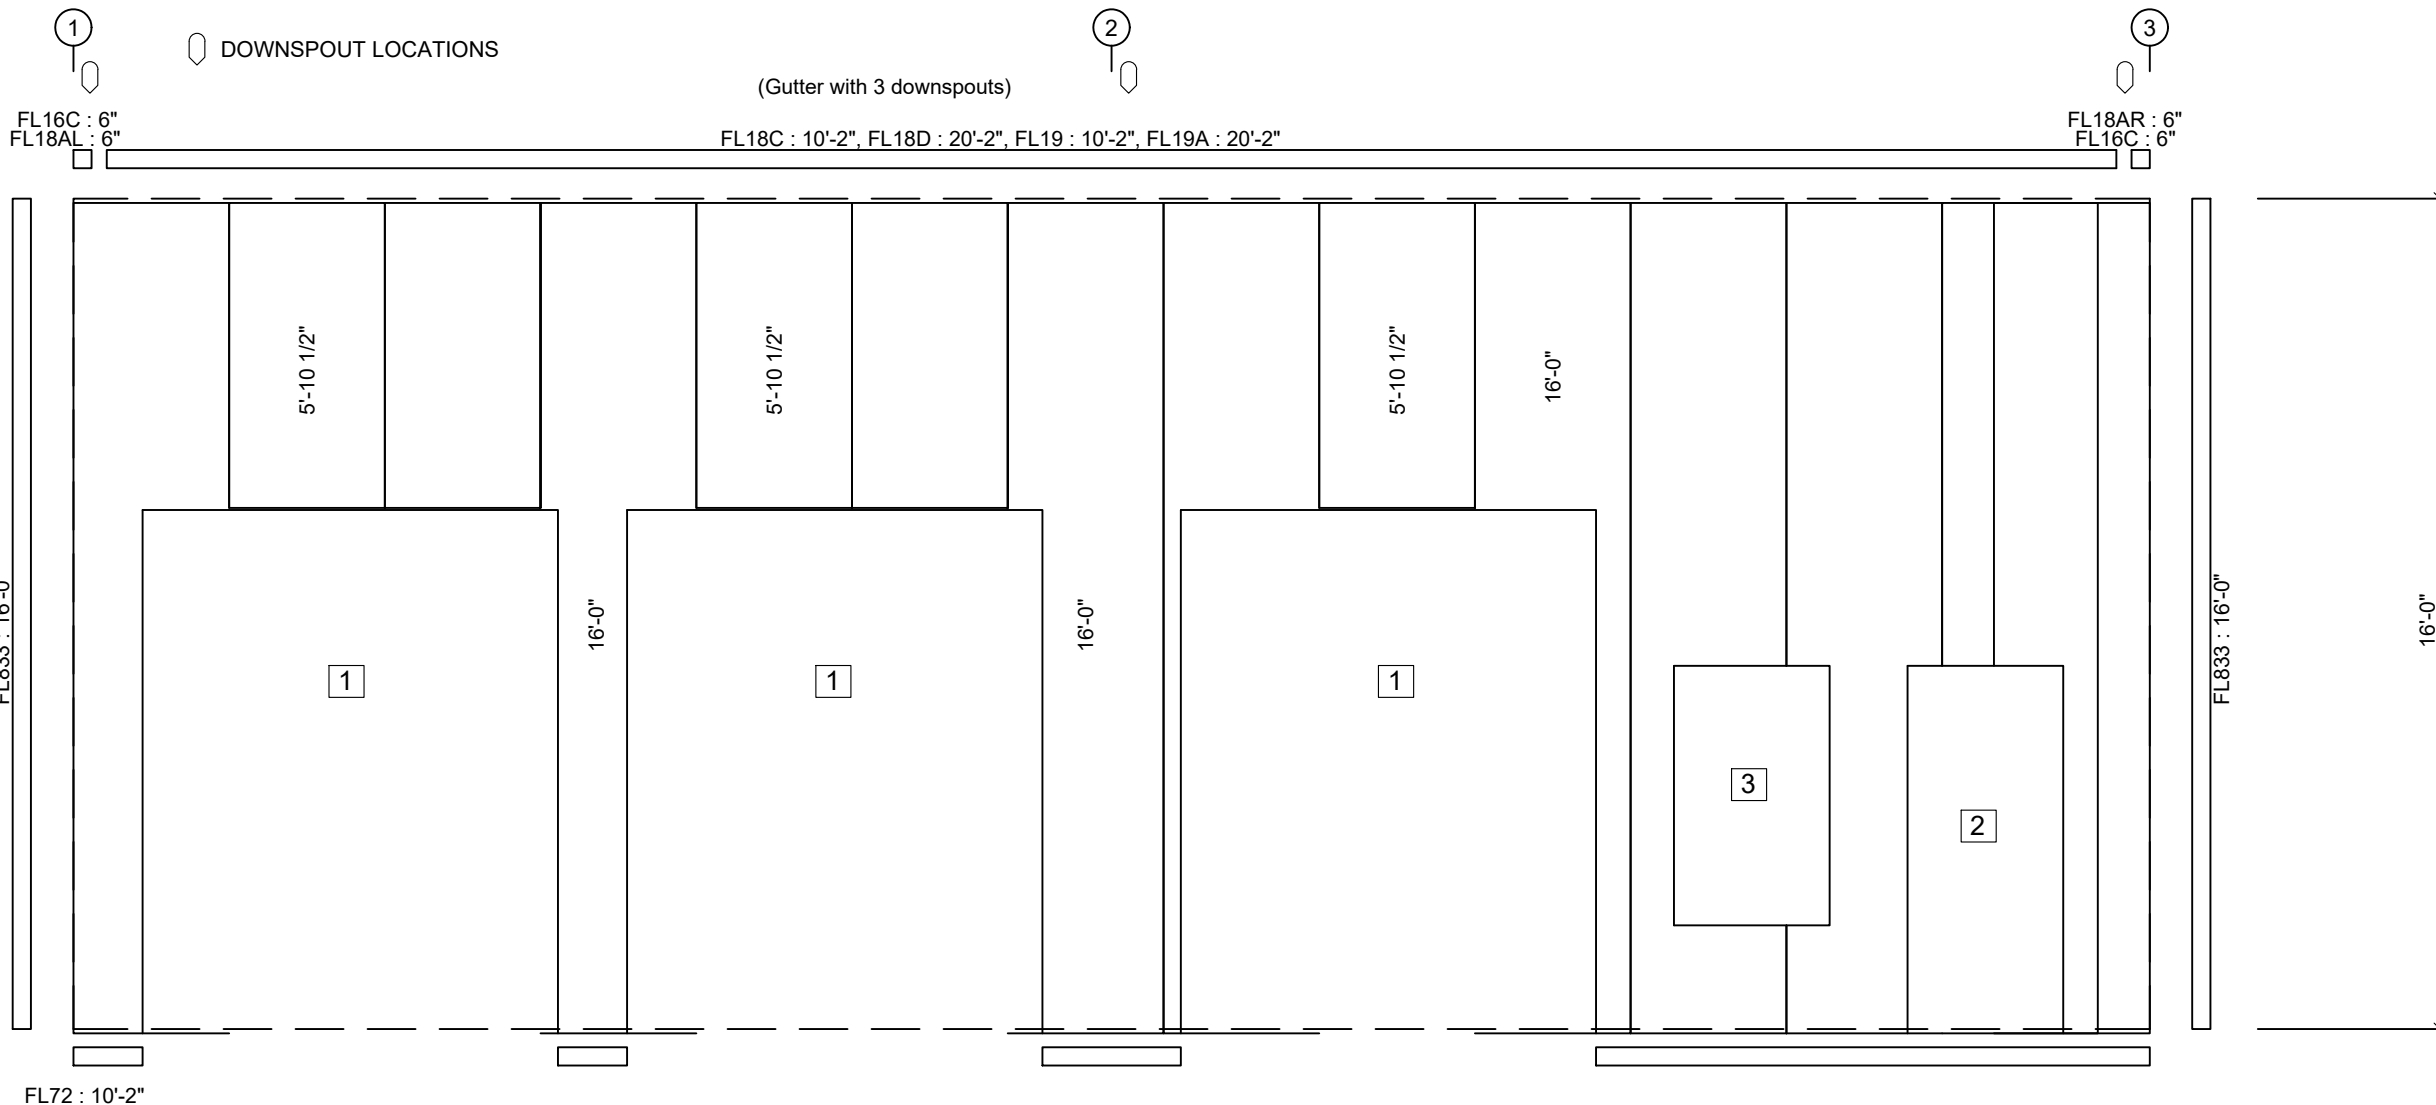 1
2
3
DOWNSPOUT LOCATIONS
(Gutter with 3 downspouts)
FL16C : 6"
FL18AL : 6"
FL18C : 10'-2", FL18D : 20'-2", FL19 : 10'-2", FL19A : 20'-2"
FL18AR : 6"
FL16C : 6"
5'-10 1/2"
5'-10 1/2"
5'-10 1/2"
16'-0"
FL833 : 16'-0"
16'-0"
16'-0"
FL833 : 16'-0"
16'-0"
1
1
1
3
2
FL72 : 10'-2"